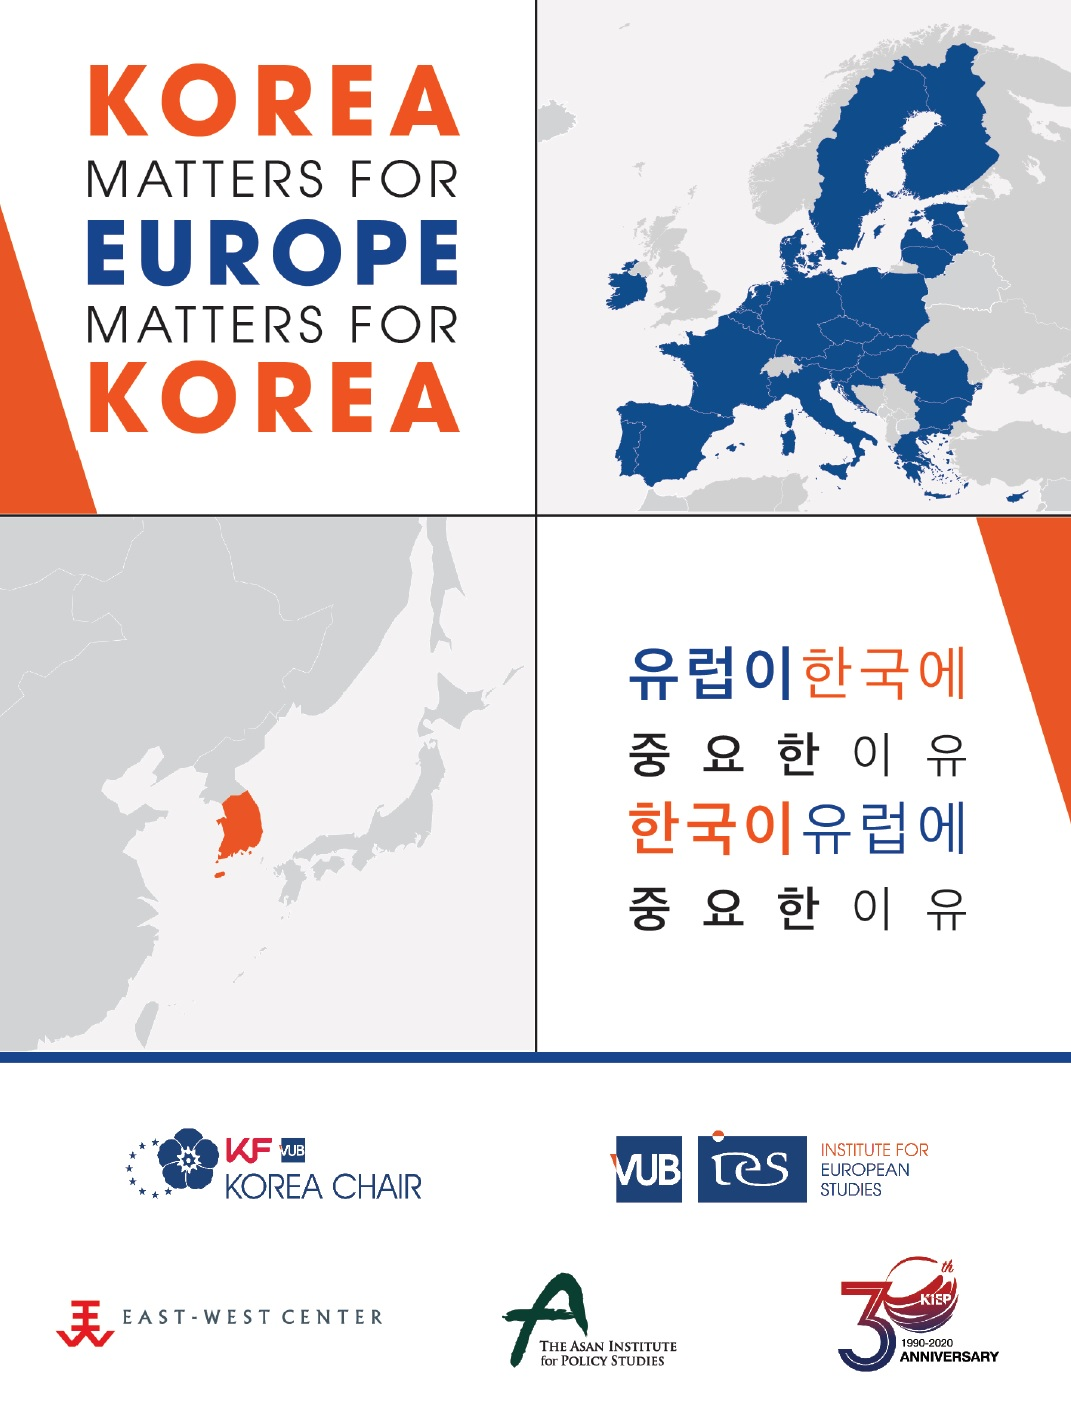 KOREA
MATTERS FOR
EUROPE
MATTERS FOR
KOREA
유럽이한국에
중요한이유
한국이유럽에
중요한이유
KF VUB
KOREA CHAIR
VUB ies INSTITUTE FOR
EUROPEAN
STUDIES
EAST-WEST CENTER
THE ASAN INSTITUTE
for POLICY STUDIES
30th
KIEP
1990-2020
ANNIVERSARY